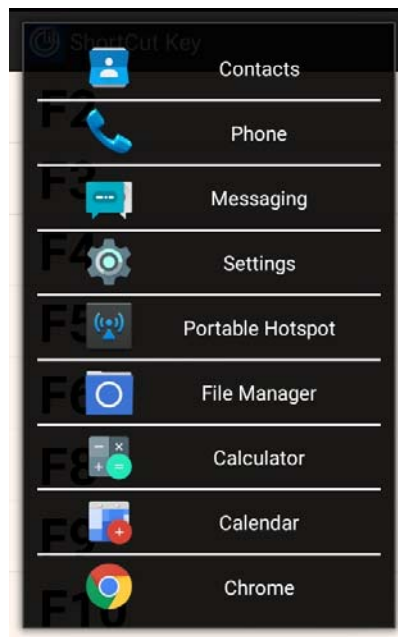 ShortCut Key
Contacts
F2
Phone
F3
Messaging
F4
Settings
F5
Portable Hotspot
F6
File Manager
F8
Calculator
F9
Calendar
F10
Chrome